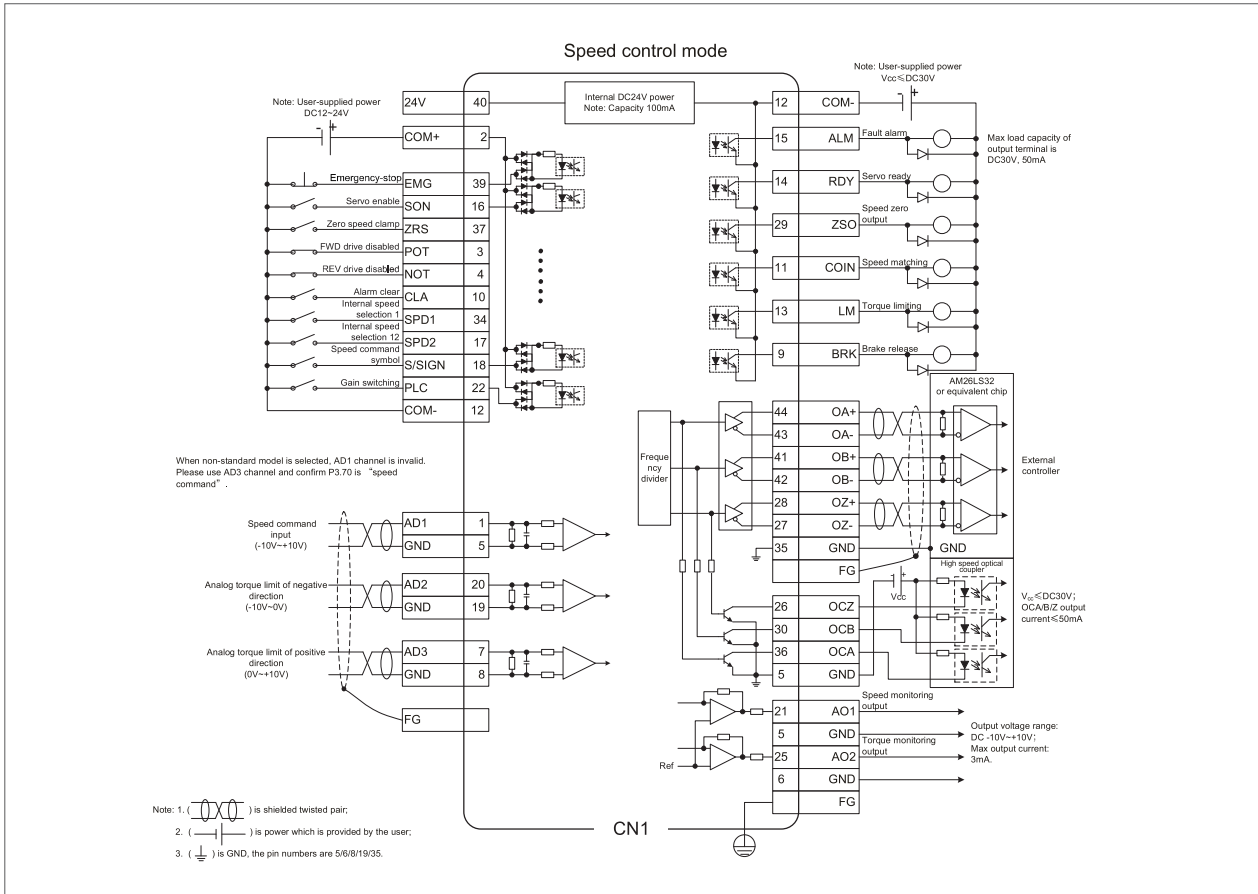 Speed control mode
Note: User-supplied power
DC12~24V
- +
24V 40
COM+ 2
Emergency-stop EMG 39
Servo enable SON 16
Zero speed clamp ZRS 37
FWD drive disabled POT 3
REV drive disabled NOT 4
Alarm clear CLA 10
Internal speed
selection 1 SPD1 34
Internal speed
selection 12 SPD2 17
Speed command
symbol S/SIGN 18
Gain switching PLC 22
COM- 12
Internal DC24V power
Note: Capacity 100mA
Note: User-supplied power
Vcc≤DC30V
- +
12 COM-
15 ALM Fault alarm
14 RDY Servo ready
Speed zero
29 ZSO output
11 COIN Speed matching
13 LM Torque limiting
9 BRK Brake release
Max load capacity of
output terminal is
DC30V, 50mA
When non-standard model is selected, AD1 channel is invalid.
Please use AD3 channel and confirm P3.70 is “speed
command”.
Speed command
input
(-10V~+10V)
AD1 1
GND 5
Analog torque limit of negative
direction
(-10V~0V)
AD2 20
GND 19
Analog torque limit of positive
direction
(0V~+10V)
AD3 7
GND 8
FG
Freque
ncy
divider
44 OA+
43 OA-
41 OB+
42 OB-
28 OZ+
27 OZ-
35 GND
FG
AM26LS32
or equivalent chip
External
controller
GND
High speed optical
coupler
- +
Vcc
26 OCZ
30 OCB
36 OCA
5 GND
Vcc≤DC30V;
OCA/B/Z output
current≤50mA
Ref
Speed monitoring
21 AO1 output
5 GND
Torque monitoring
25 AO2 output
6 GND
FG
Output voltage range:
DC -10V~+10V;
Max output current:
3mA.
CN1
Note: 1. ( ) is shielded twisted pair;
2. ( ) is power which is provided by the user;
3. ( ) is GND, the pin numbers are 5/6/8/19/35.